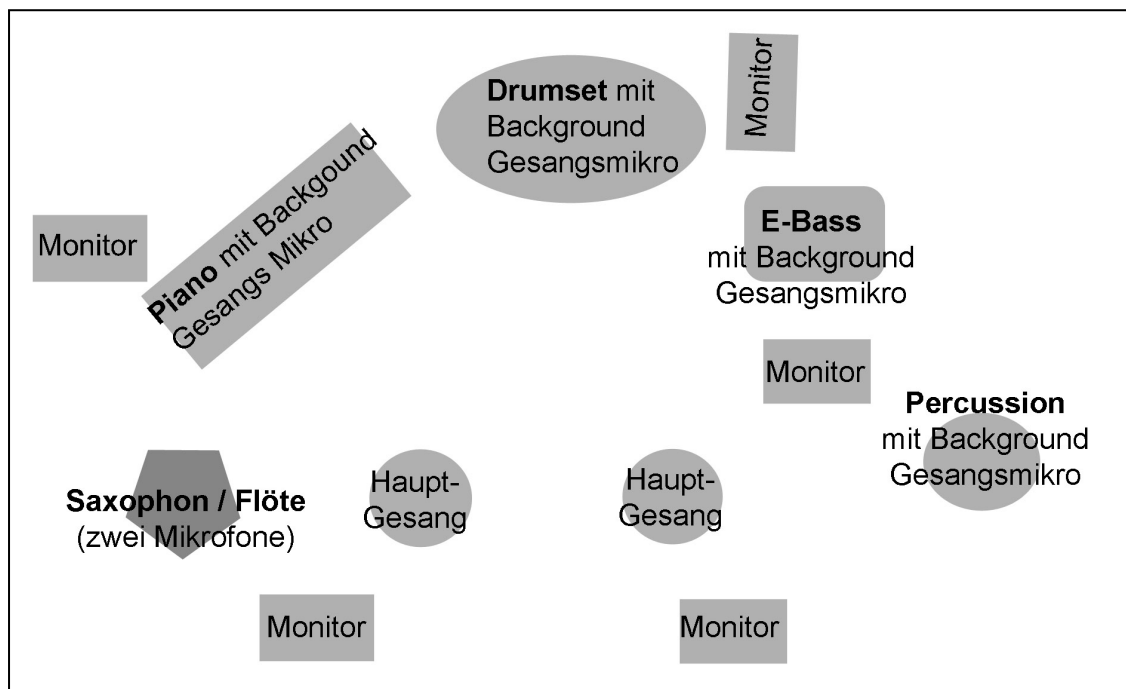 Monitor
Drumset mit
Background
Gesangsmikro
Piano mit Backgound
Gesangs Mikro
Monitor
E-Bass
mit Background
Gesangsmikro
Monitor
Percussion
mit Background
Gesangsmikro
Saxophon / Flöte
(zwei Mikrofone)
Haupt-
Gesang
Haupt-
Gesang
Monitor
Monitor